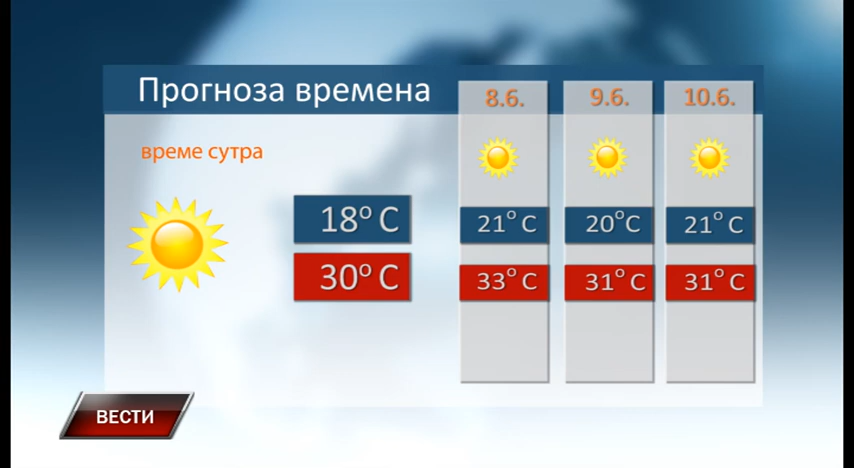 Прогноза времена
време сутра
18° C
30° C
8.6. 9.6. 10.6.
21° C 20°C 21° C
33° C 31° C 31° C
ВЕСТИ